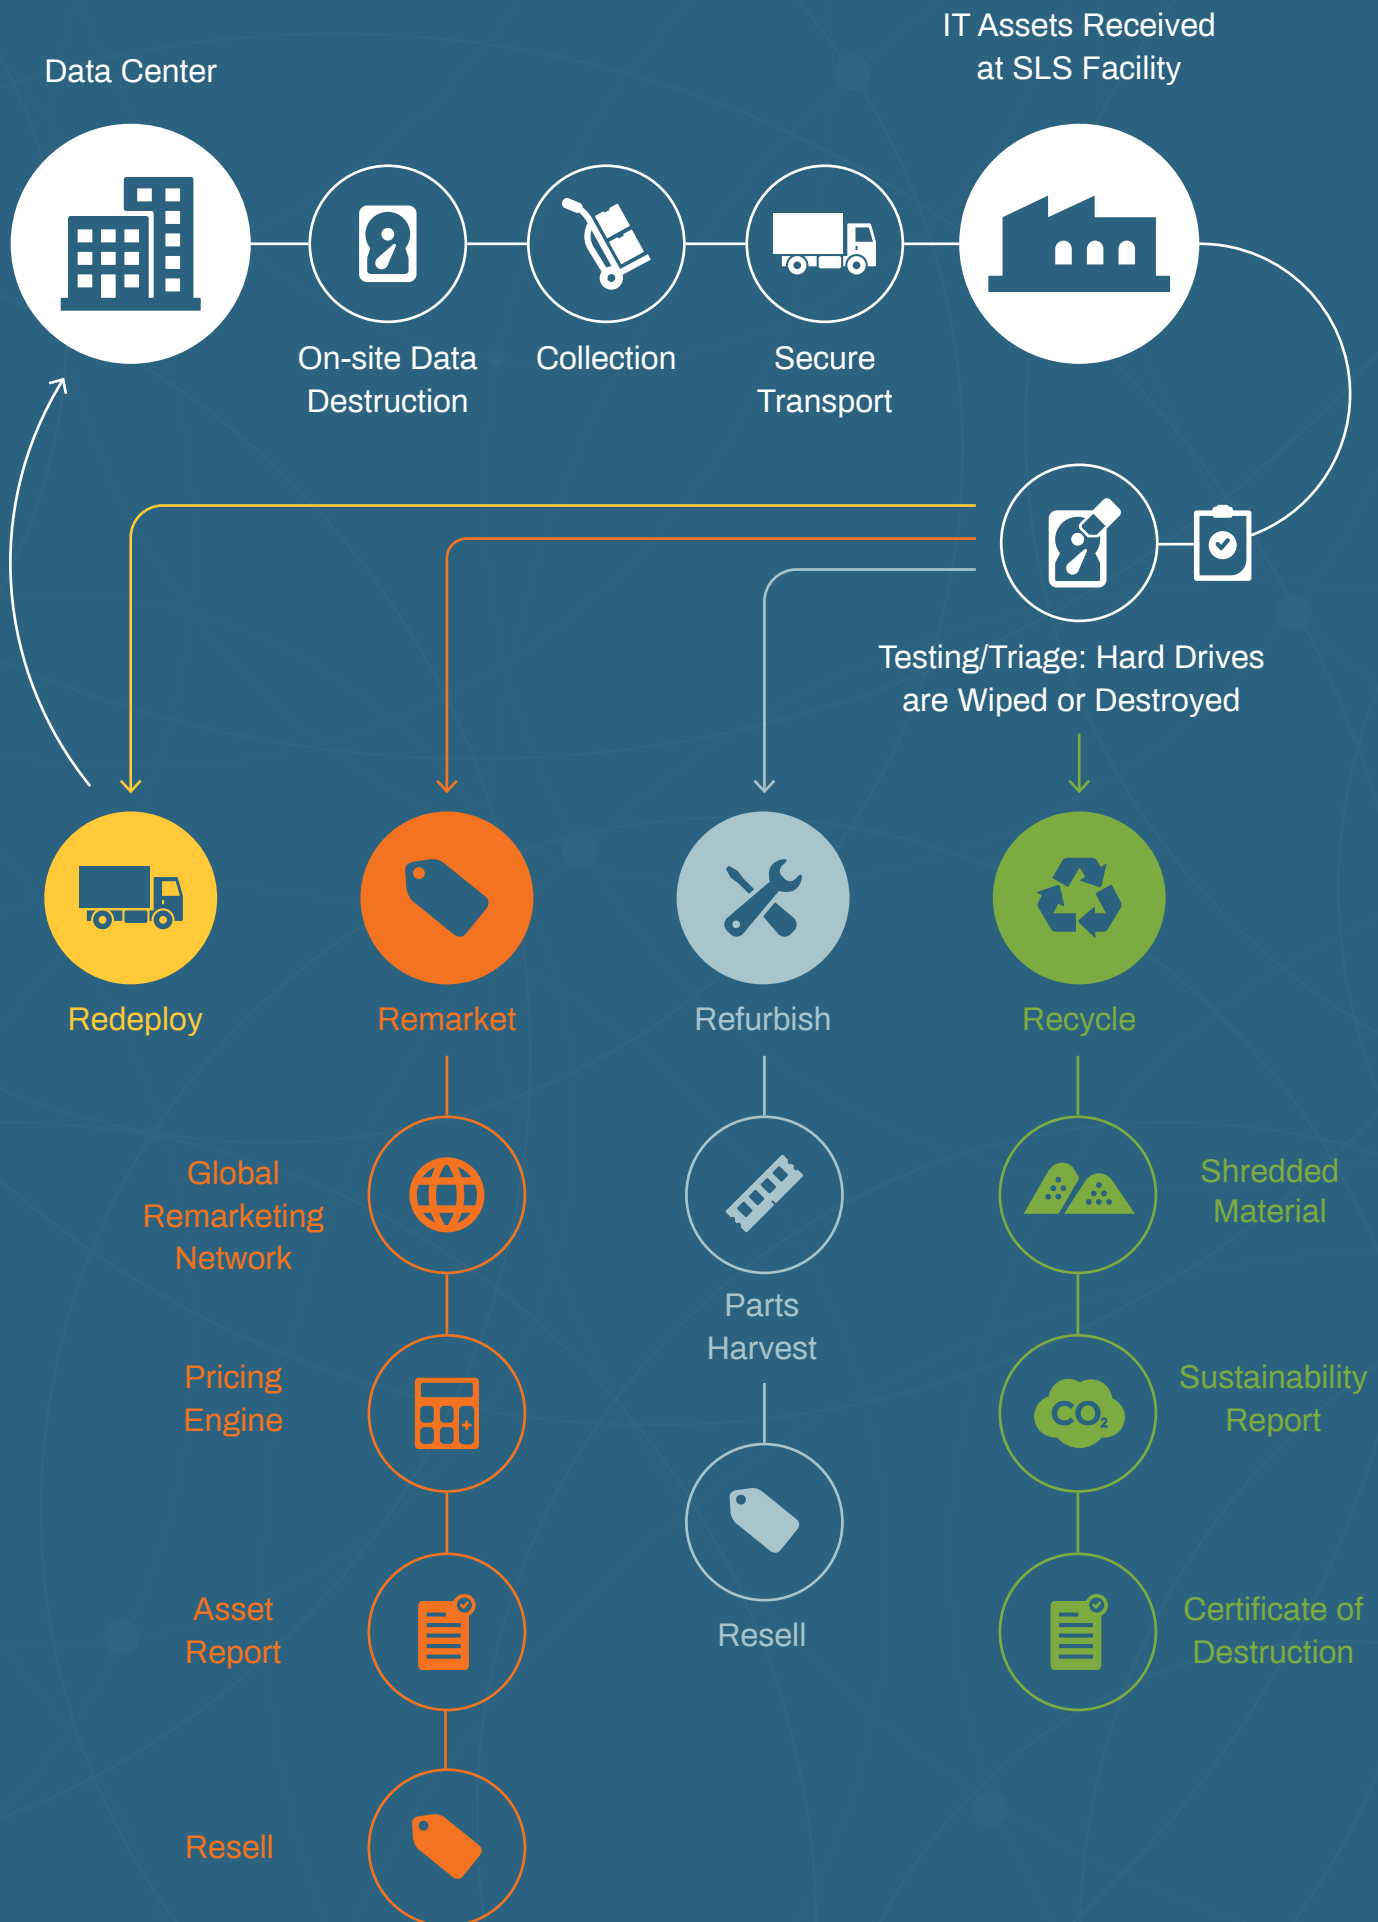 IT Assets Received
at SLS Facility
Data Center
On-site Data
Destruction
Collection
Secure
Transport
Testing/Triage: Hard Drives
are Wiped or Destroyed
Redeploy
Remarket
Refurbish
Recycle
Global
Remarketing
Network
Shredded
Material
Parts
Harvest
Pricing
Engine
CO₂
Sustainability
Report
Asset
Report
Resell
Certificate of
Destruction
Resell